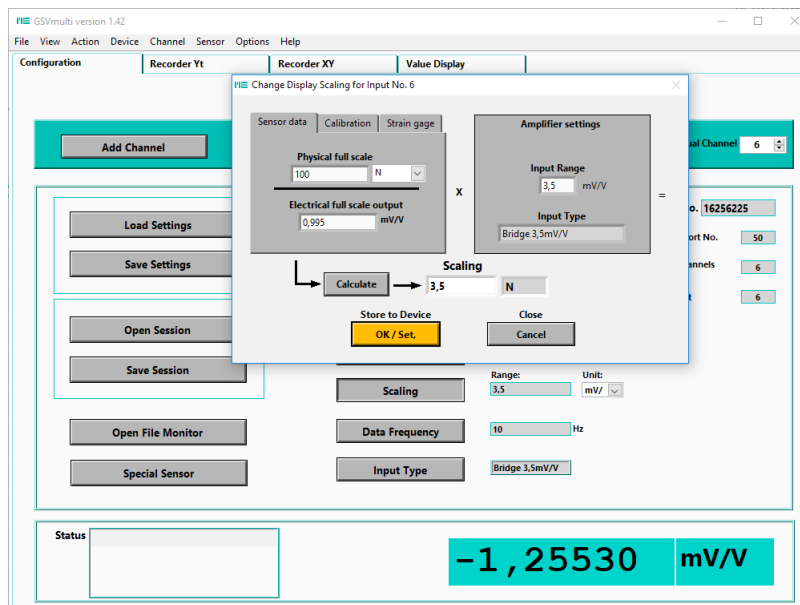 GSVmulti version 1.42
File View Action Device Channel Sensor Options Help
Configuration
Recorder Yt
Recorder XY
Value Display
Change Display Scaling for Input No. 6
Sensor data
Calibration
Strain gage
Physical full scale
100 N
Electrical full scale output
0,995 mV/V
x
Amplifier settings
Input Range
3,5 mV/V
Input Type
Bridge 3,5mV/V
=
Calculate
Scaling
3,5 N
Store to Device
OK / Set,
Close
Cancel
Add Channel
Channel 6
Load Settings
Save Settings
Open Session
Save Session
Open File Monitor
Special Sensor
16256225
No. 50
6
6
Scaling
Range:
3,5
Unit:
mV/
Data Frequency
10 Hz
Input Type
Bridge 3,5mV/V
Status
-1,25530 mV/V